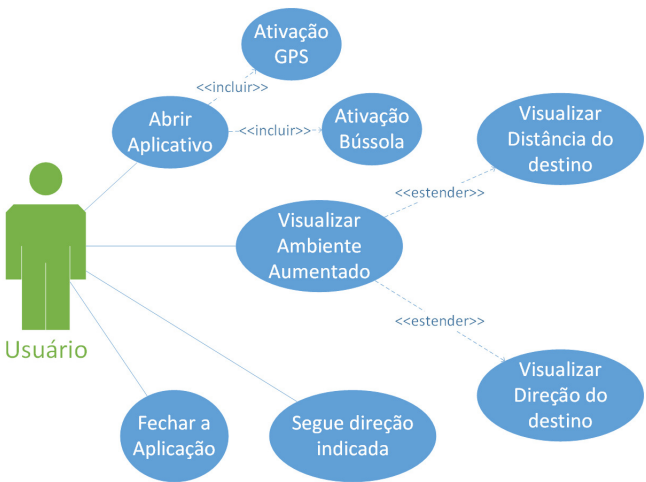 Ativação
GPS
<<incluir>>
Abrir
Aplicativo
<<incluir>>
Ativação
Bússola
Visualizar
Distância do
destino
<<estender>>
Visualizar
Ambiente
Aumentado
<<estender>>
Usuário
Visualizar
Direção do
destino
Fechar a
Aplicação
Segue direção
indicada